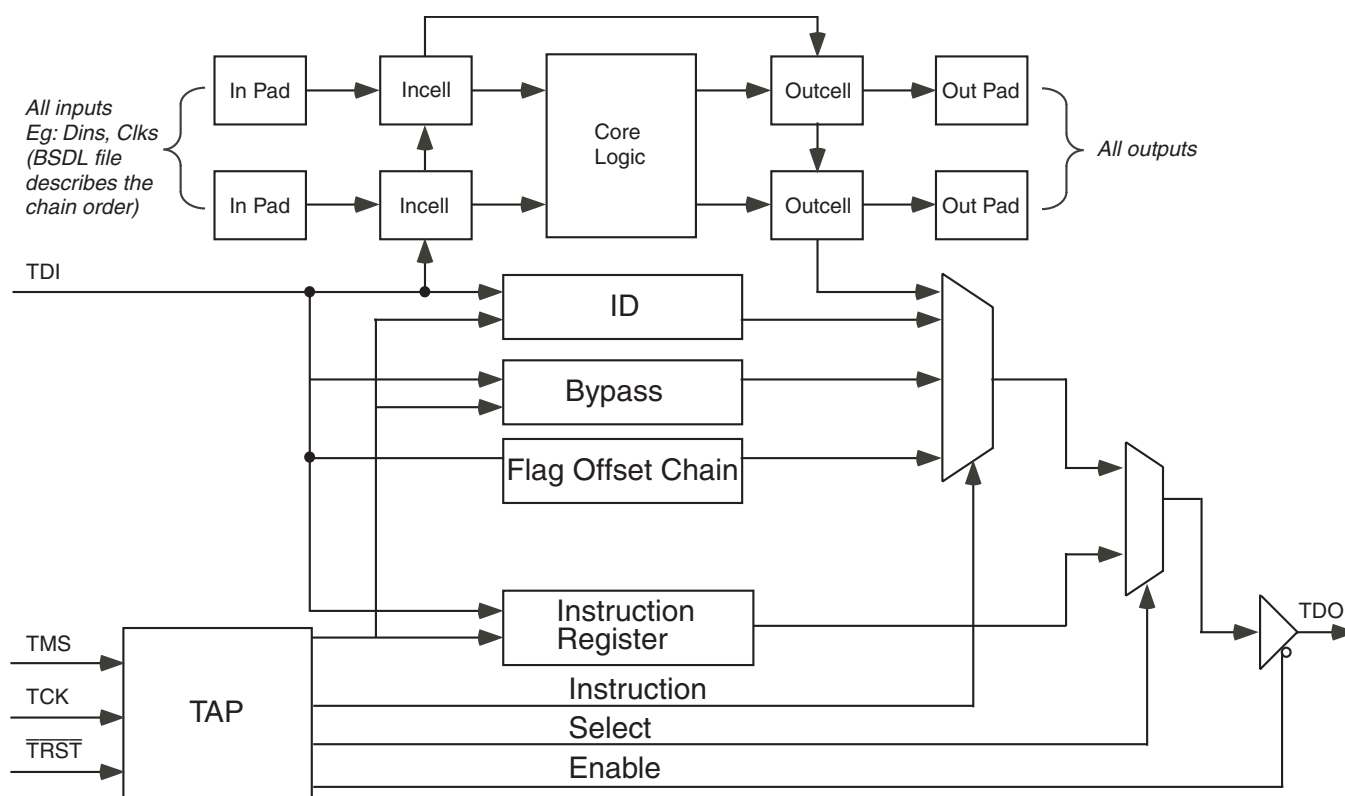 In Pad
Incell
Outcell
Out Pad
All inputs
Eg: Dins, Clks
(BSDL file
describes the
chain order)
Core
Logic
All outputs
In Pad
Incell
Outcell
Out Pad
TDI
ID
Bypass
Flag Offset Chain
Instruction
Register
TDO
TMS
TCK
TRST
TAP
Instruction
Select
Enable